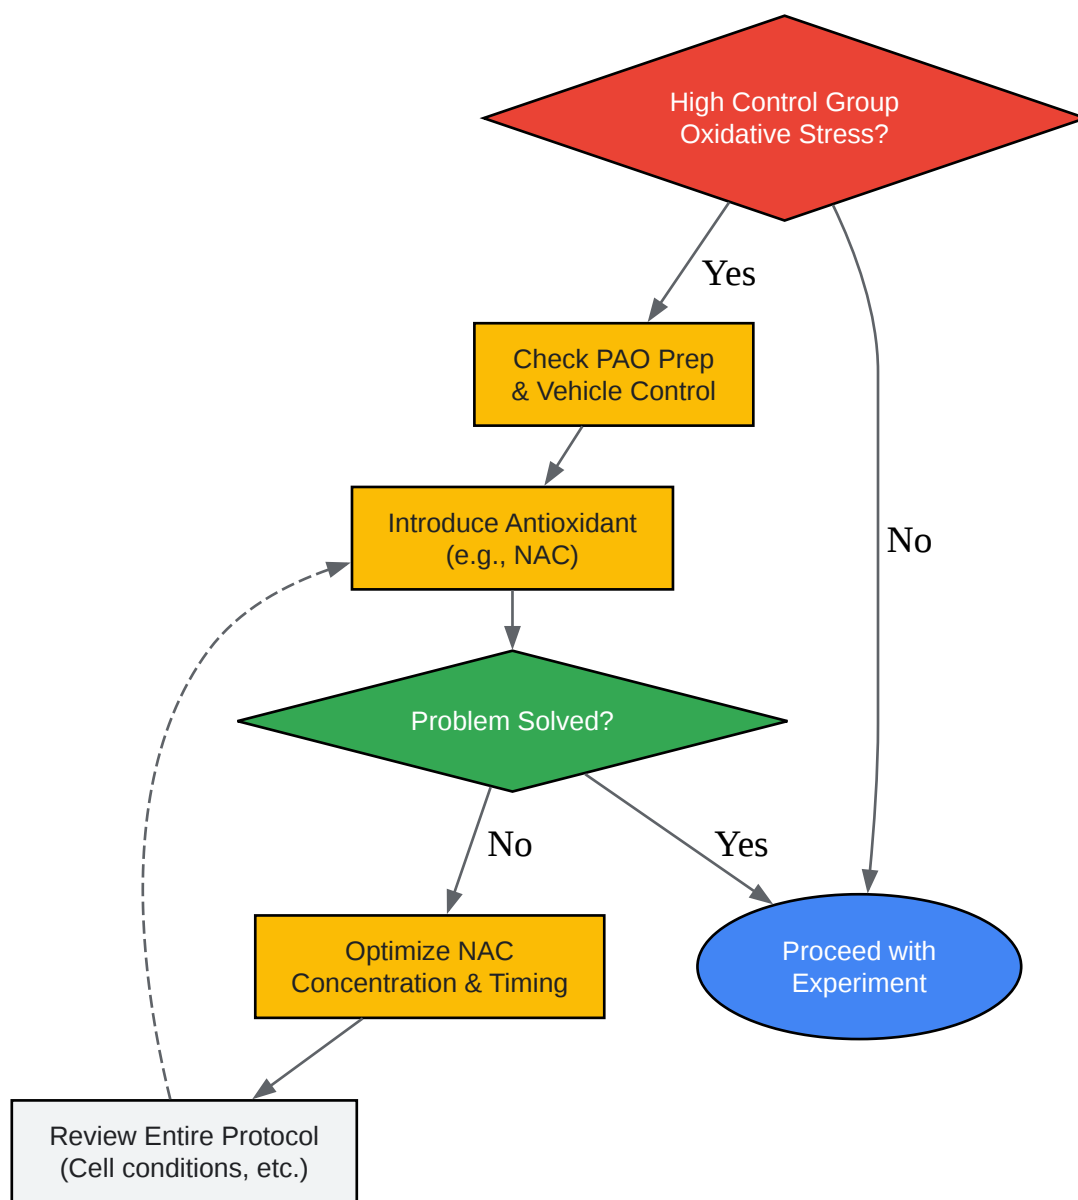 High Control Group
Oxidative Stress?
Yes
Check PAO Prep
& Vehicle Control
Introduce Antioxidant
(e.g., NAC)
No
Problem Solved?
No
Yes
Optimize NAC
Concentration & Timing
Proceed with
Experiment
Review Entire Protocol
(Cell conditions, etc.)